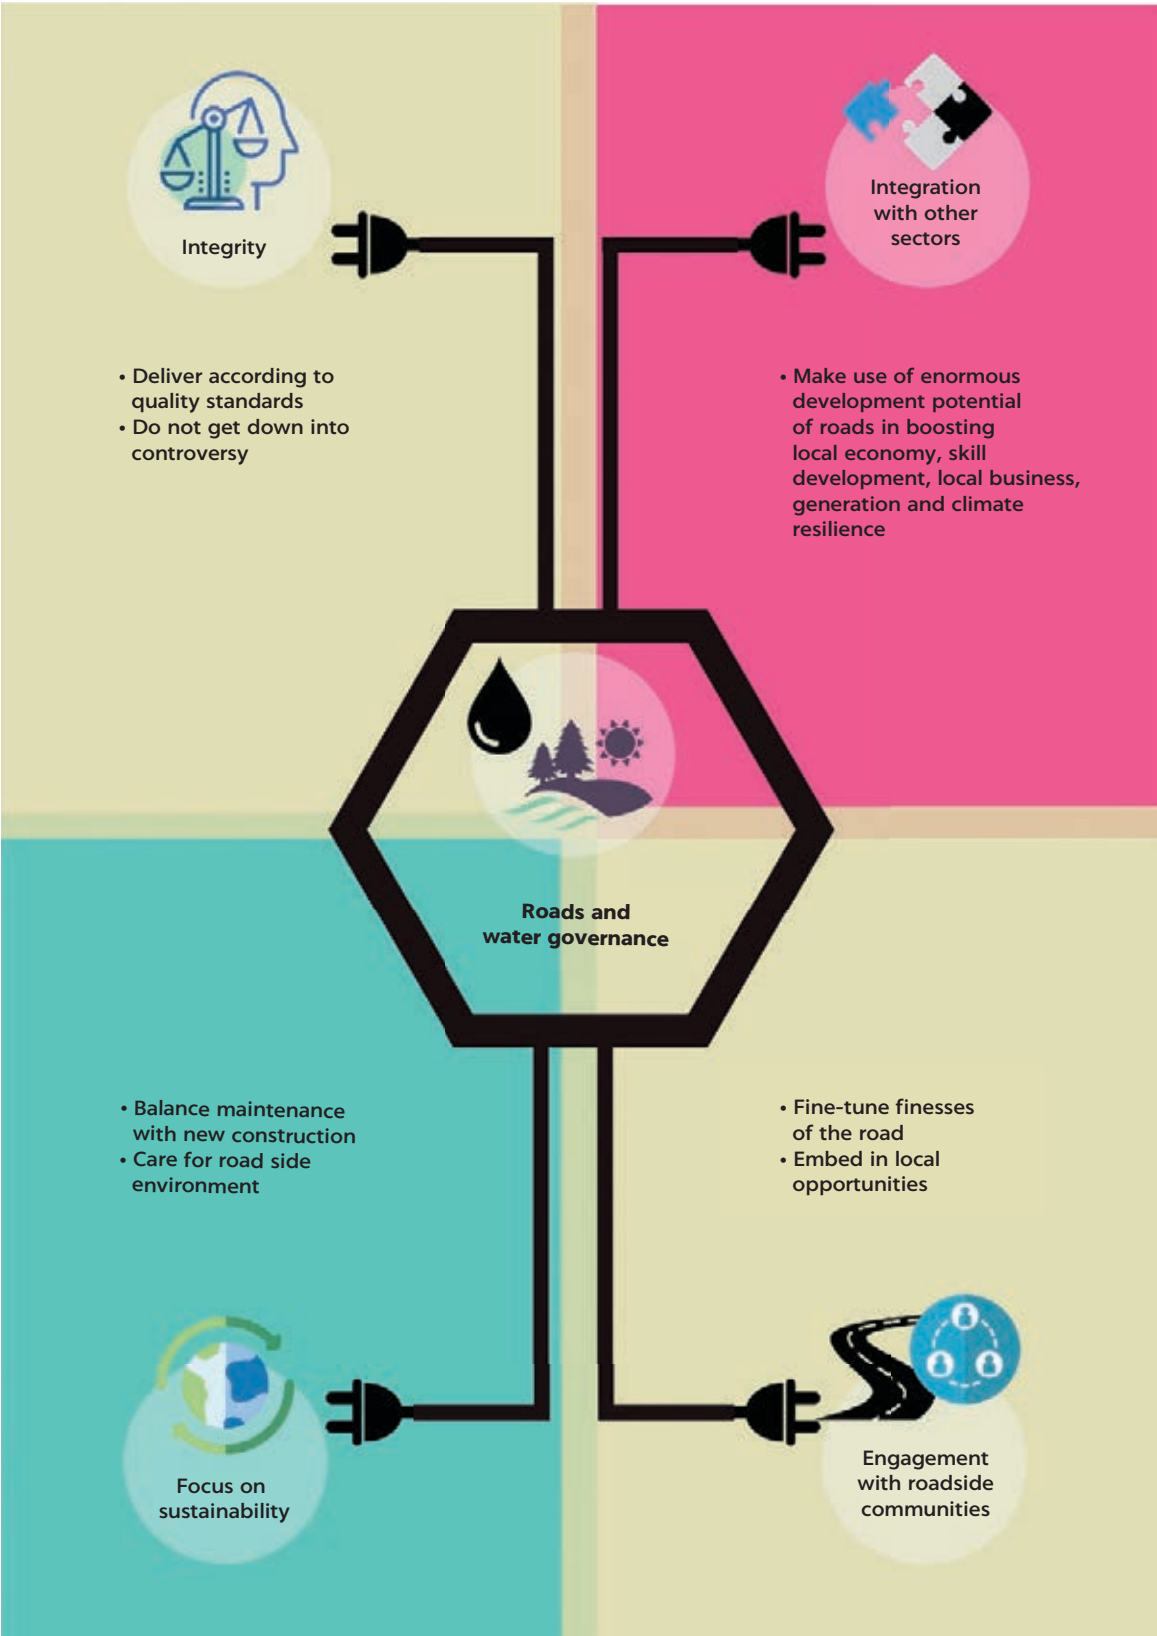 Integrity
• Deliver according to
quality standards
• Do not get down into
controversy
Integration
with other
sectors
• Make use of enormous
development potential
of roads in boosting
local economy, skill
development, local business,
generation and climate
resilience
Roads and
water governance
• Balance maintenance
with new construction
• Care for road side
environment
Focus on
sustainability
• Fine-tune finesses
of the road
• Embed in local
opportunities
Engagement
with roadside
communities